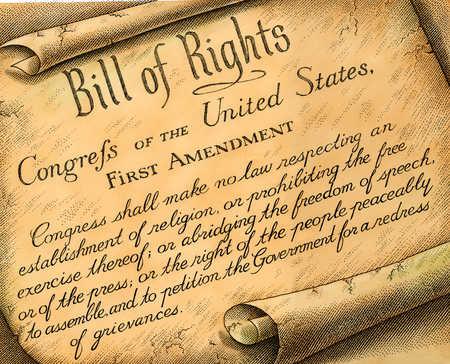 Bill of Rights
Congreſs OF THE United States,
FIRST AMENDMENT
Congress shall make no law respecting an
establishment of religion, or prohibiting the free
exercise thereof; or abridging the freedom of speech,
or of the press; or the right of the people peaceably
to assemble, and to petition the Government for a redress
of grievances.